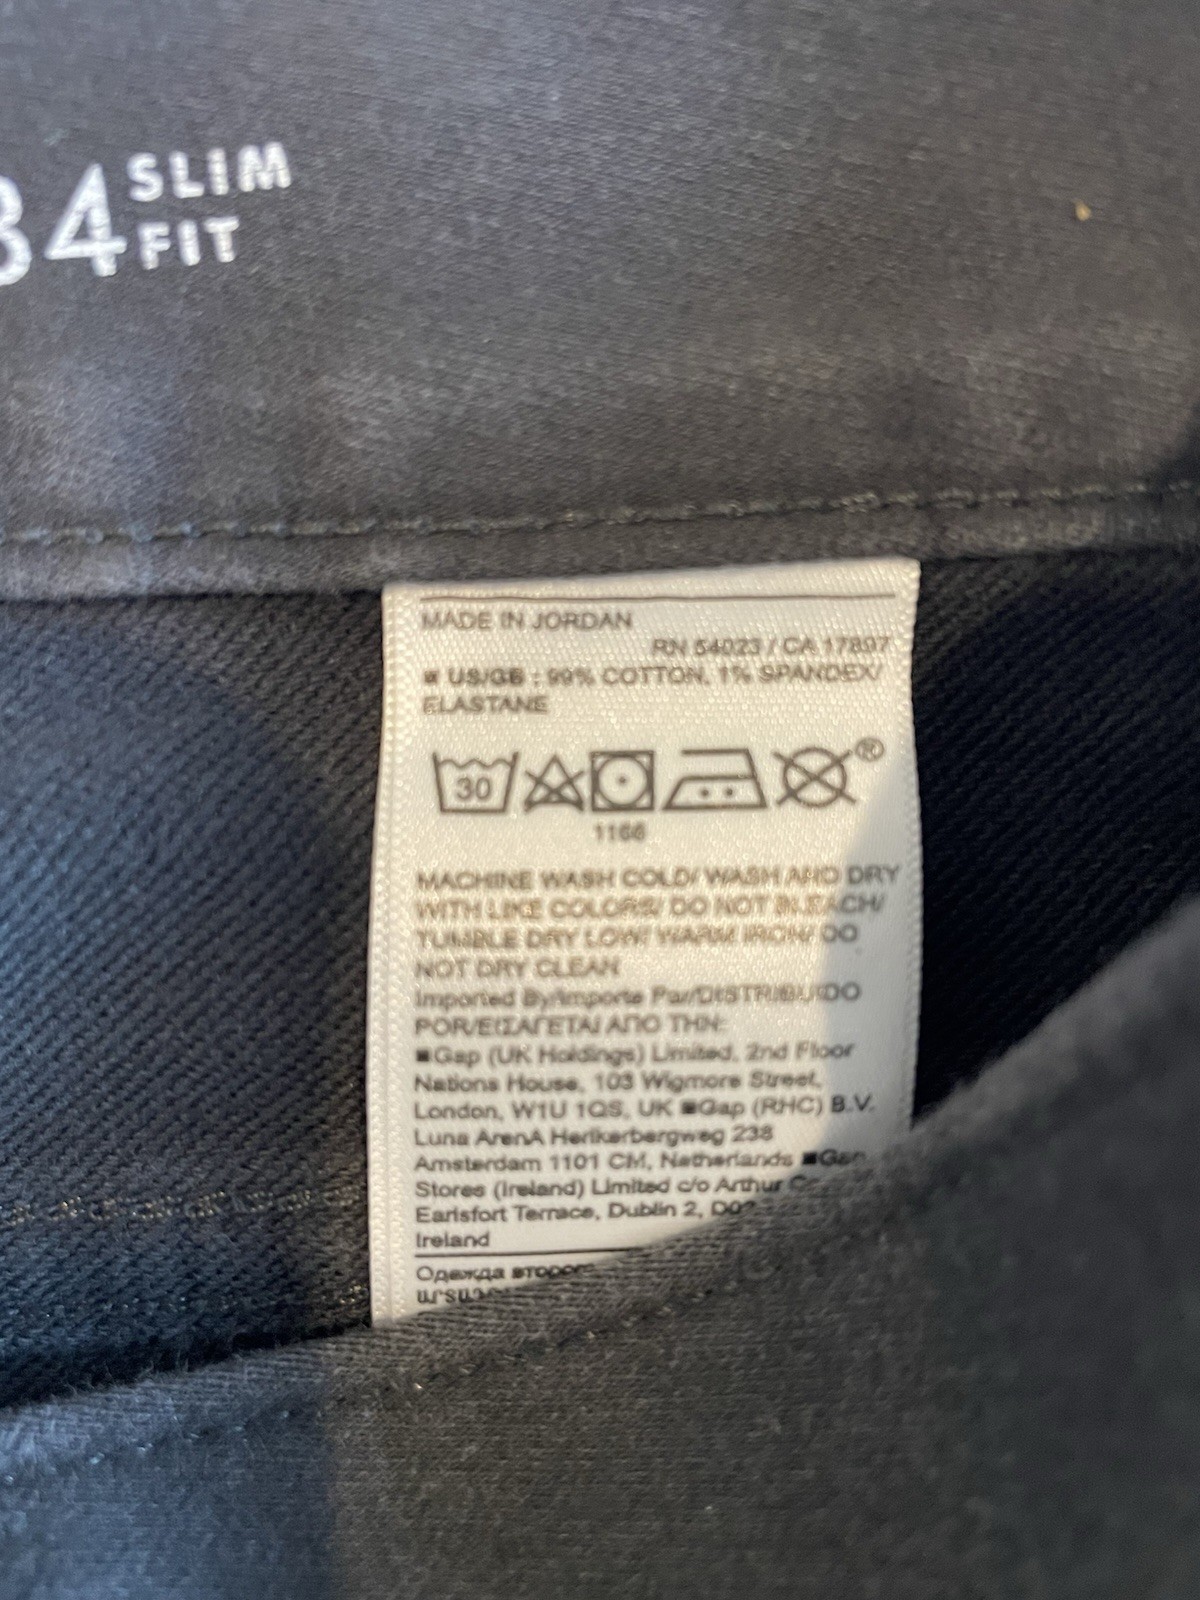 34 SLIM
FIT
MADE IN JORDAN
RN 54023 / CA 17897
■ US/GB : 99% COTTON, 1% SPANDEX/
ELASTANE
30
®
1166
MACHINE WASH COLD/ WASH AND DRY
WITH LIKE COLORS/ DO NOT BLEACH/
TUMBLE DRY LOW/ WARM IRON/ DO
NOT DRY CLEAN
Imported By/Importe Par/DISTRIBUIDO
POR/ΕΙΣΑΓΕΤΑΙ ΑΠΟ ΤΗΝ:
■Gap (UK Holdings) Limited, 2nd Floor
Nations House, 103 Wigmore Street,
London, W1U 1QS, UK ■Gap (RHC) B.V.
Luna ArenA Herikerbergweg 238
Amsterdam 1101 CM, Netherlands ■Gap
Stores (Ireland) Limited c/o Arthur
Earlsfort Terrace, Dublin 2,
Ireland
Одежда